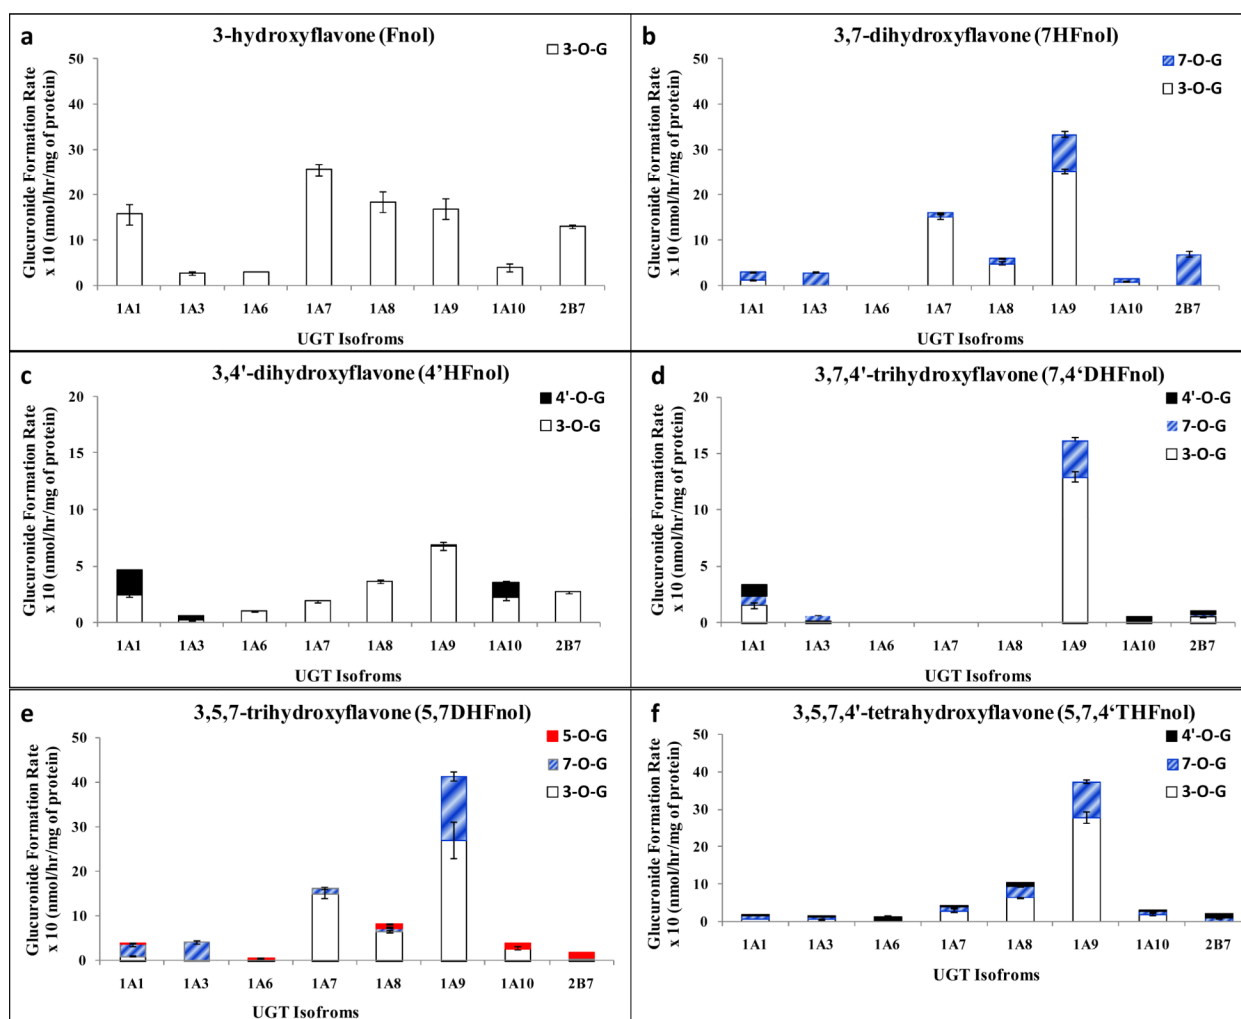 a
3-hydroxyflavone (Fnol)
3-O-G
Glucuronide Formation Rate
x 10 (nmol/hr/mg of protein)
50
40
30
20
10
0
1A1 1A3 1A6 1A7 1A8 1A9 1A10 2B7
UGT Isofroms
b
3,7-dihydroxyflavone (7HFnol)
7-O-G
3-O-G
Glucuronide Formation Rate
x 10 (nmol/hr/mg of protein)
50
40
30
20
10
0
1A1 1A3 1A6 1A7 1A8 1A9 1A10 2B7
UGT Isofroms
c
3,4'-dihydroxyflavone (4’HFnol)
4'-O-G
3-O-G
Glucuronide Formation Rate
x 10 (nmol/hr/mg of protein)
20
15
10
5
0
1A1 1A3 1A6 1A7 1A8 1A9 1A10 2B7
UGT Isofroms
d
3,7,4'-trihydroxyflavone (7,4‘DHFnol)
4'-O-G
7-O-G
3-O-G
Glucuronide Formation Rate
x 10 (nmol/hr/mg of protein)
20
15
10
5
0
1A1 1A3 1A6 1A7 1A8 1A9 1A10 2B7
UGT Isofroms
e
3,5,7-trihydroxyflavone (5,7DHFnol)
5-O-G
7-O-G
3-O-G
Glucuronide Formation Rate
x 10 (nmol/hr/mg of protein)
50
40
30
20
10
0
1A1 1A3 1A6 1A7 1A8 1A9 1A10 2B7
UGT Isofroms
f
3,5,7,4'-tetrahydroxyflavone (5,7,4‘THFnol)
4'-O-G
7-O-G
3-O-G
Glucuronide Formation Rate
x 10 (nmol/hr/mg of protein)
50
40
30
20
10
0
1A1 1A3 1A6 1A7 1A8 1A9 1A10 2B7
UGT Isofroms